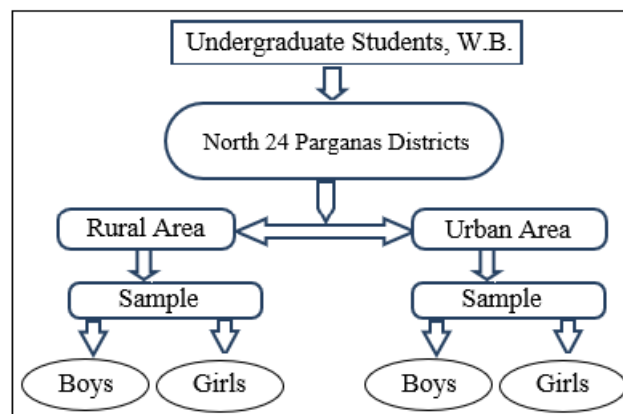 Undergraduate Students, W.B.
North 24 Parganas Districts
Rural Area
Urban Area
Sample
Sample
Boys
Girls
Boys
Girls